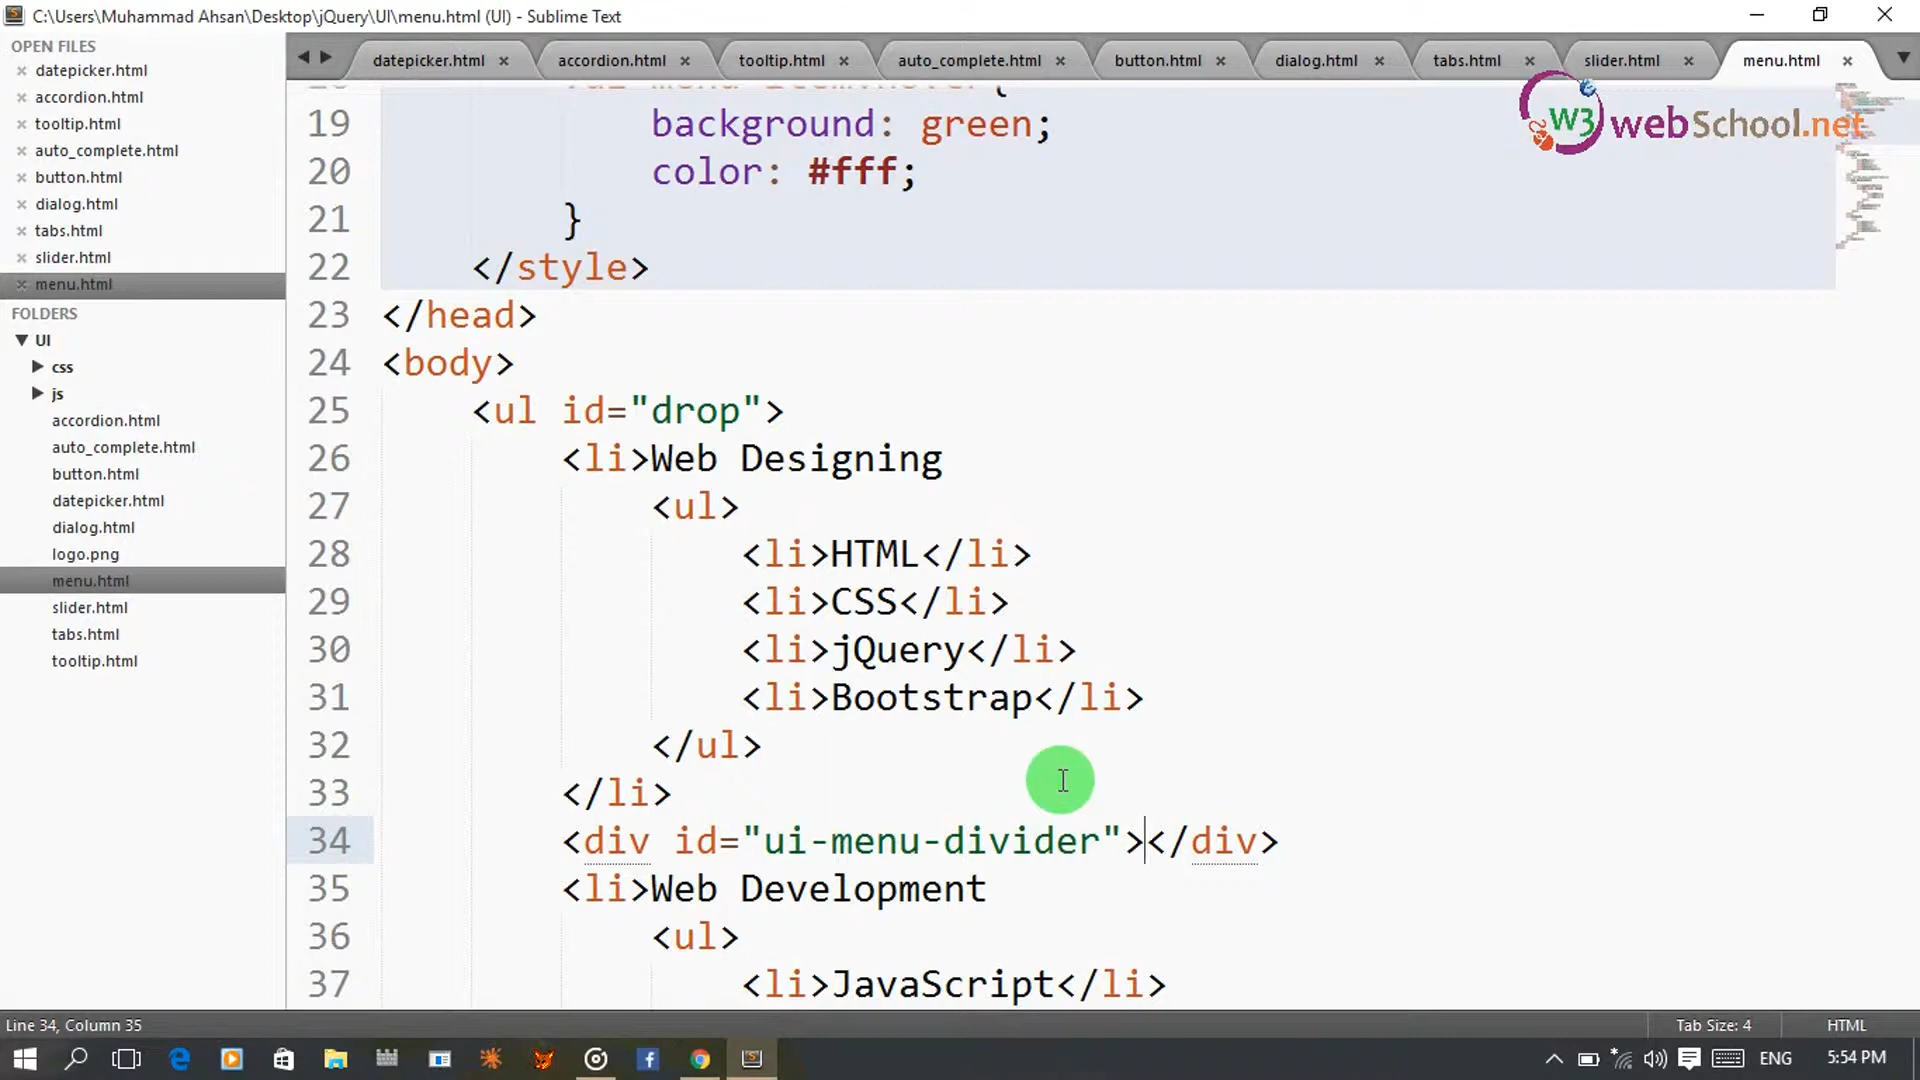 C:\Users\Muhammad Ahsan\Desktop\jQuery\UI\menu.html (UI) - Sublime Text
OPEN FILES
datepicker.html
accordion.html
tooltip.html
auto_complete.html
button.html
dialog.html
tabs.html
slider.html
menu.html
FOLDERS
UI
css
js
accordion.html
auto_complete.html
button.html
datepicker.html
dialog.html
logo.png
menu.html
slider.html
tabs.html
tooltip.html
datepicker.html
accordion.html
tooltip.html
auto_complete.html
button.html
dialog.html
tabs.html
slider.html
menu.html
W3 webSchool.net
19 background: green;
20 color: #fff;
21 }
22 </style>
23 </head>
24 <body>
25 <ul id="drop">
26 <li>Web Designing
27 <ul>
28 <li>HTML</li>
29 <li>CSS</li>
30 <li>jQuery</li>
31 <li>Bootstrap</li>
32 </ul>
33 </li>
34 <div id="ui-menu-divider"></div>
35 <li>Web Development
36 <ul>
37 <li>JavaScript</li>
Line 34, Column 35
Tab Size: 4
HTML
ENG
5:54 PM